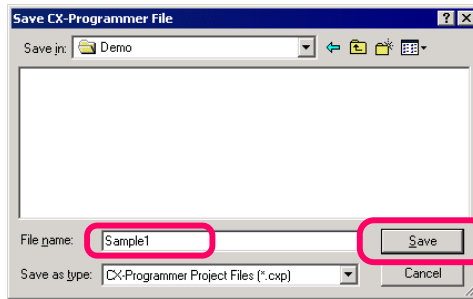 Save CX-Programmer File
Save in: Demo
File name: Sample1 Save
Save as type: CX-Programmer Project Files (*.cxp) Cancel